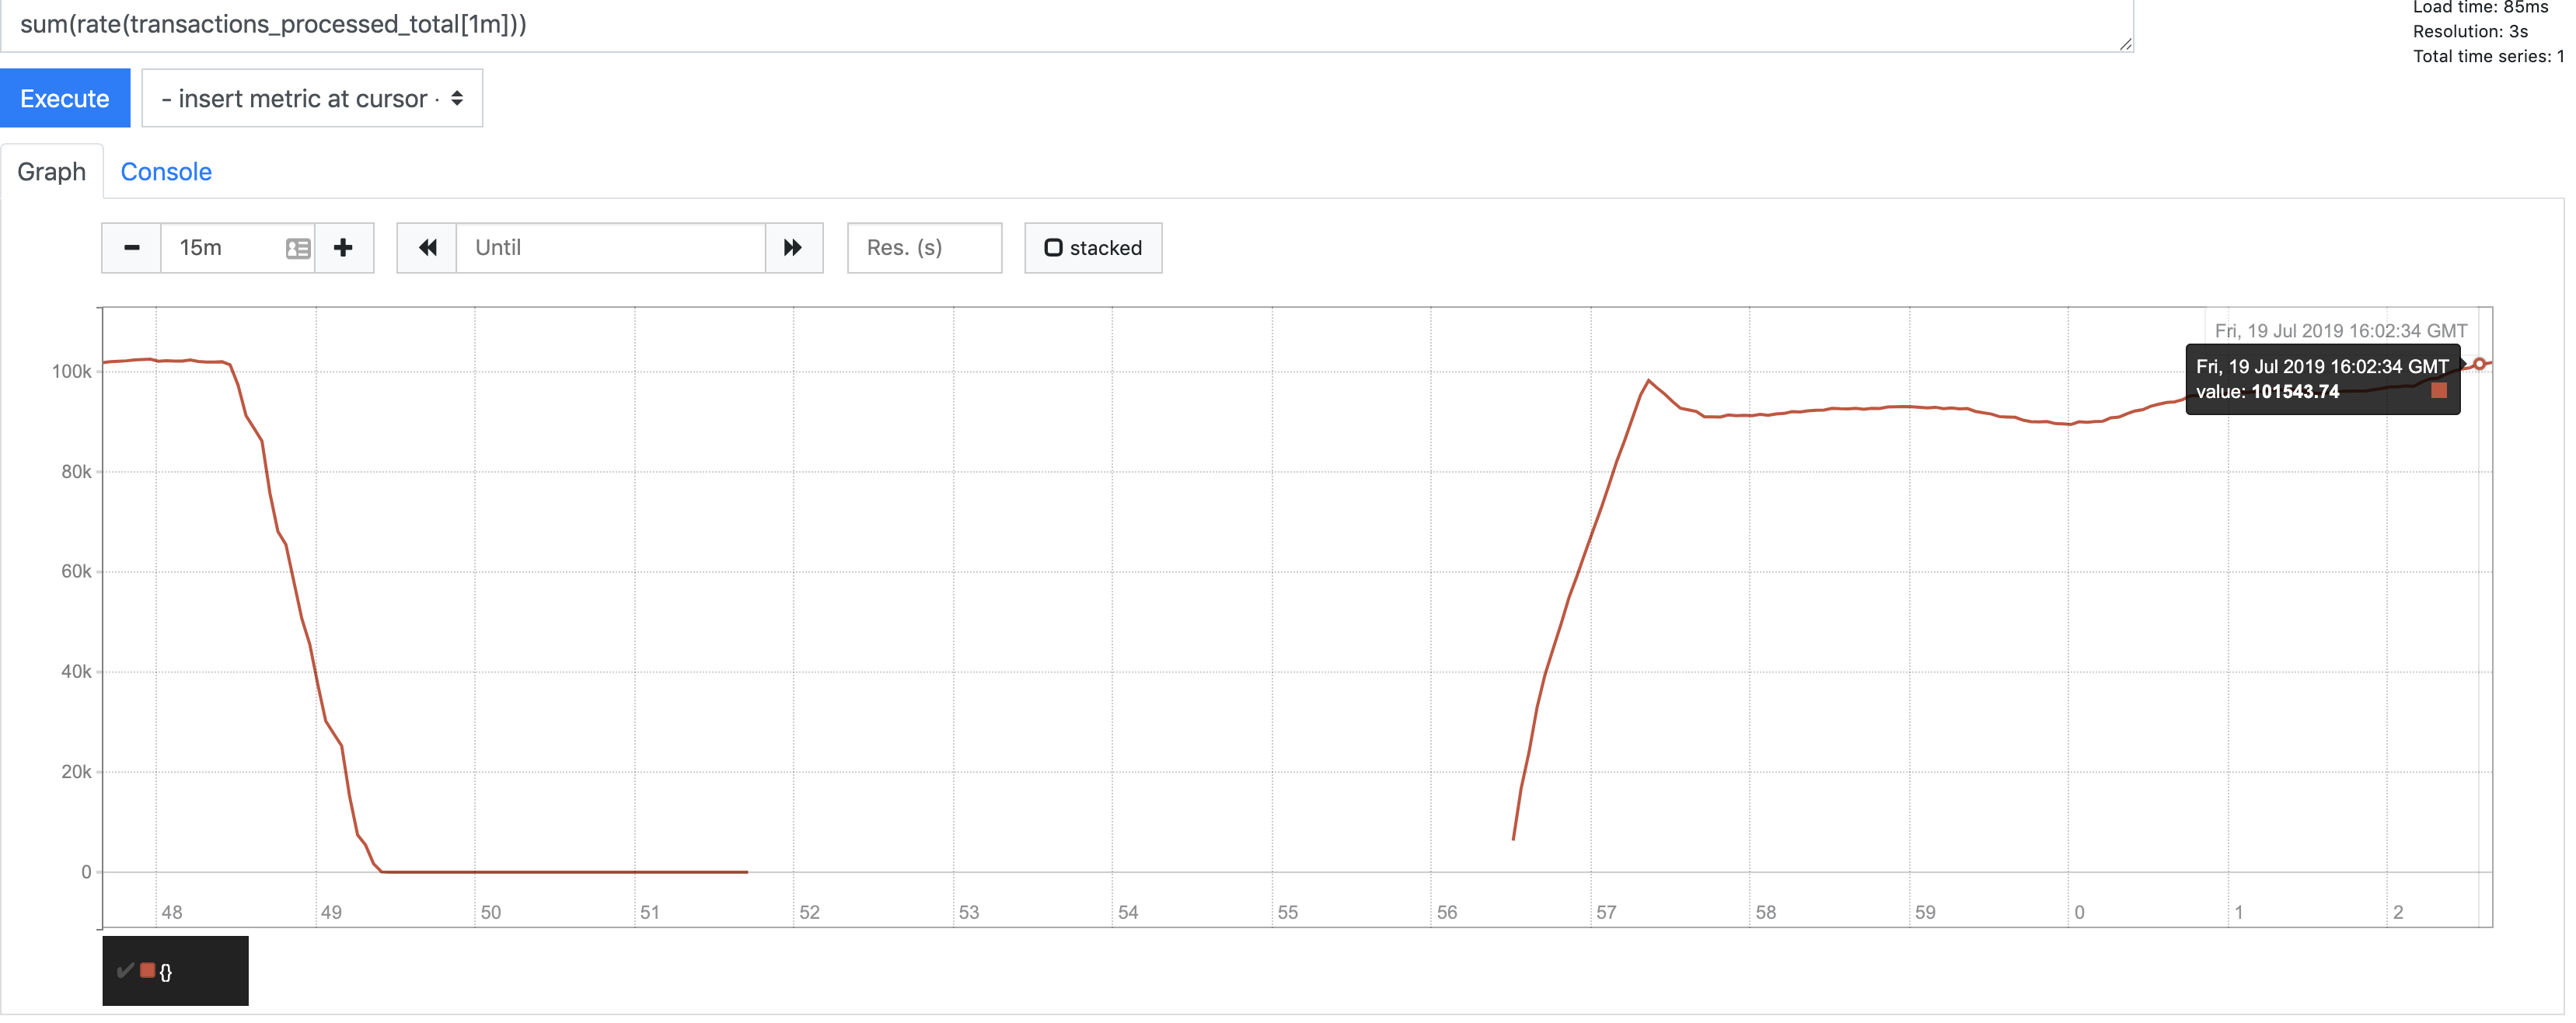 sum(rate(transactions_processed_total[1m]))
Load time: 85ms
Resolution: 3s
Total time series: 1
Execute
- insert metric at cursor -
Graph
Console
15m
Until
Res. (s)
stacked
Fri, 19 Jul 2019 16:02:34 GMT
Fri, 19 Jul 2019 16:02:34 GMT
value: 101543.74
100k
80k
60k
40k
20k
0
48 49 50 51 52 53 54 55 56 57 58 59 0 1 2
{}